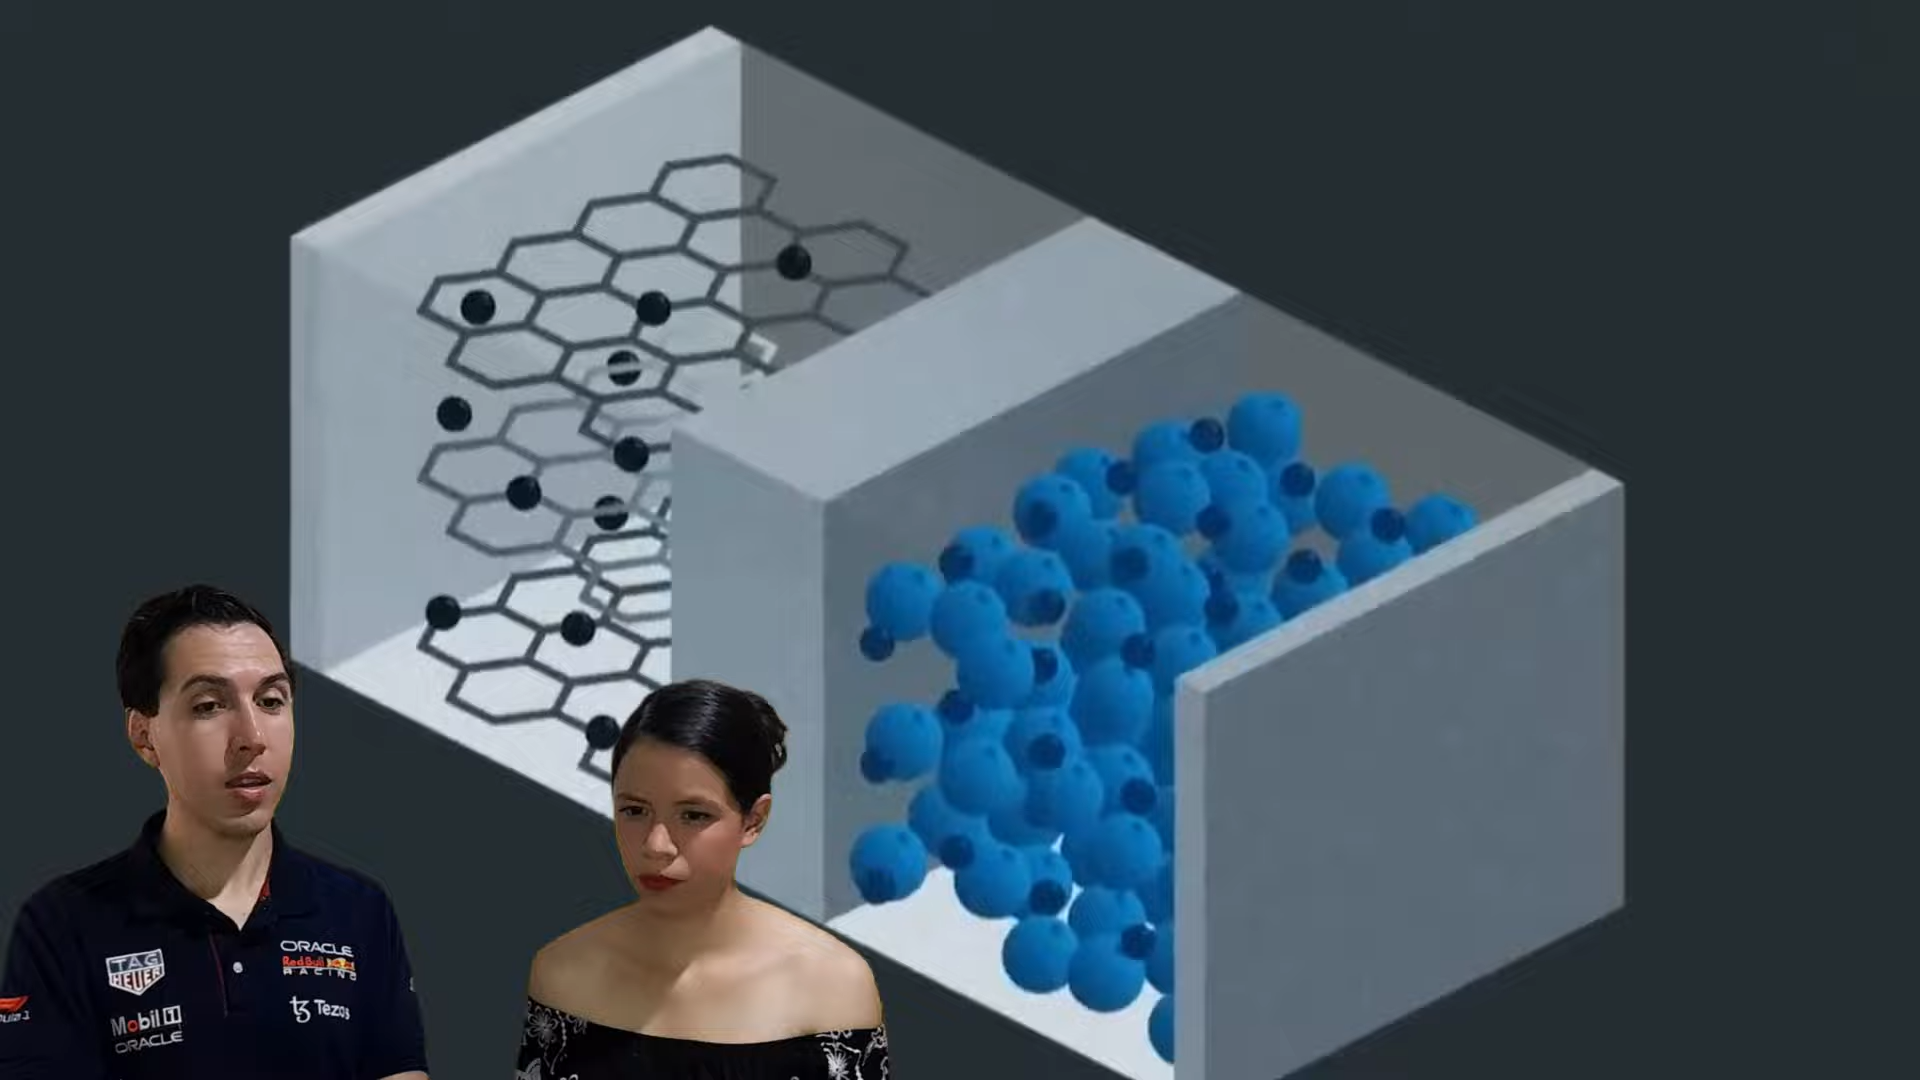 TAG
HEUER
Mobil 1
ORACLE
ORACLE
Red Bull
RACING
Tezos